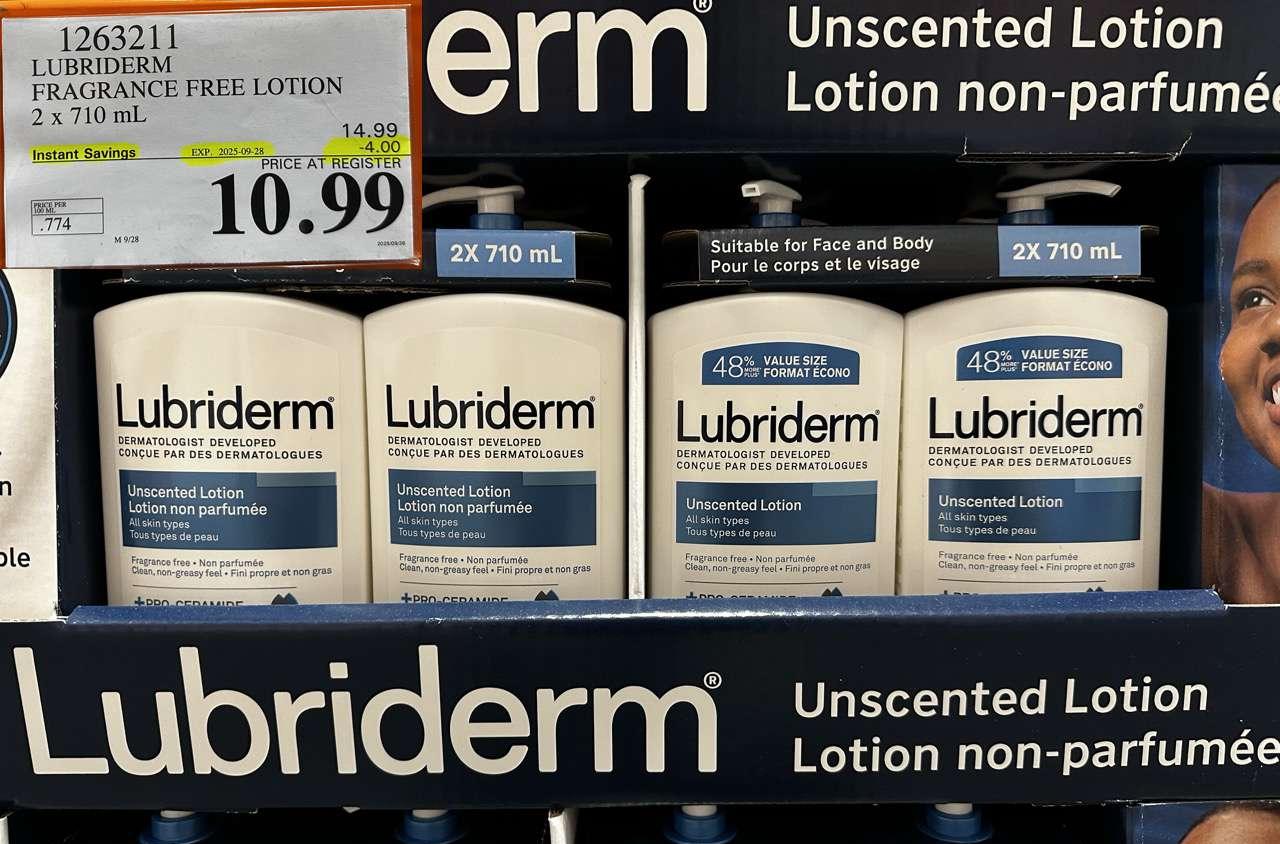 1263211
LUBRIDERM
FRAGRANCE FREE LOTION
2 x 710 mL
14.99
Instant Savings EXP. 2025-09-28 -4.00
PRICE AT REGISTER
10.99
PRICE PER
100 ML
.774
M 9/28
erm®
Unscented Lotion
Lotion non-parfumée
2X 710 mL
Suitable for Face and Body
Pour le corps et le visage
2X 710 mL
Lubriderm®
DERMATOLOGIST DEVELOPED
CONÇUE PAR DES DERMATOLOGUES
Unscented Lotion
Lotion non parfumée
All skin types
Tous types de peau
Fragrance free • Non parfumée
Clean, non-greasy feel • Fini propre et non gras
+PRO-CERAMIDE
Lubriderm®
DERMATOLOGIST DEVELOPED
CONÇUE PAR DES DERMATOLOGUES
Unscented Lotion
Lotion non parfumée
All skin types
Tous types de peau
Fragrance free • Non parfumée
Clean, non-greasy feel • Fini propre et non gras
+PRO-CERAMIDE
48% MORE PLUS VALUE SIZE
FORMAT ÉCONO
Lubriderm®
DERMATOLOGIST DEVELOPED
CONÇUE PAR DES DERMATOLOGUES
Unscented Lotion
All skin types
Tous types de peau
Fragrance free • Non parfumée
Clean, non-greasy feel • Fini propre et non gras
+PRO-CERAMIDE
48% MORE PLUS VALUE SIZE
FORMAT ÉCONO
Lubriderm®
DERMATOLOGIST DEVELOPED
CONÇUE PAR DES DERMATOLOGUES
Unscented Lotion
All skin types
Tous types de peau
Fragrance free • Non parfumée
Clean, non-greasy feel • Fini propre et non gras
Lubriderm®
Unscented Lotion
Lotion non-parfumée